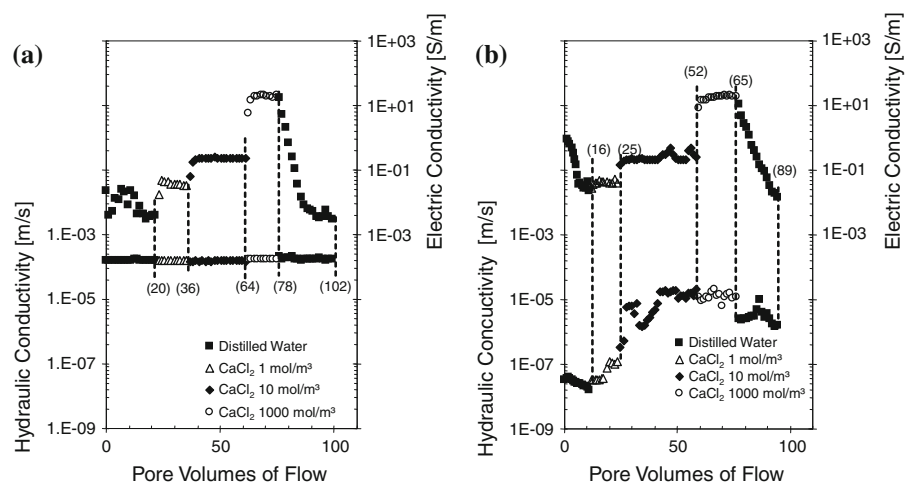 (a)
1E+03
1E+01
1E-01
1E-03
Electric Conductivity [S/m]
Hydraulic Conductivity [m/s]
1.E-03
1.E-05
1.E-07
1.E-09
(20)
(36)
(64)
(78)
(102)
Distilled Water
CaCl₂ 1 mol/m³
CaCl₂ 10 mol/m³
CaCl₂ 1000 mol/m³
0
50
100
Pore Volumes of Flow
(b)
1E+03
1E+01
1E-01
1E-03
Electric Conductivity [S/m]
Hydraulic Concuctivity [m/s]
1.E-03
1.E-05
1.E-07
1.E-09
(16)
(25)
(52)
(65)
(89)
Distilled Water
CaCl₂ 1 mol/m³
CaCl₂ 10 mol/m³
CaCl₂ 1000 mol/m³
0
50
100
Pore Volumes of Flow